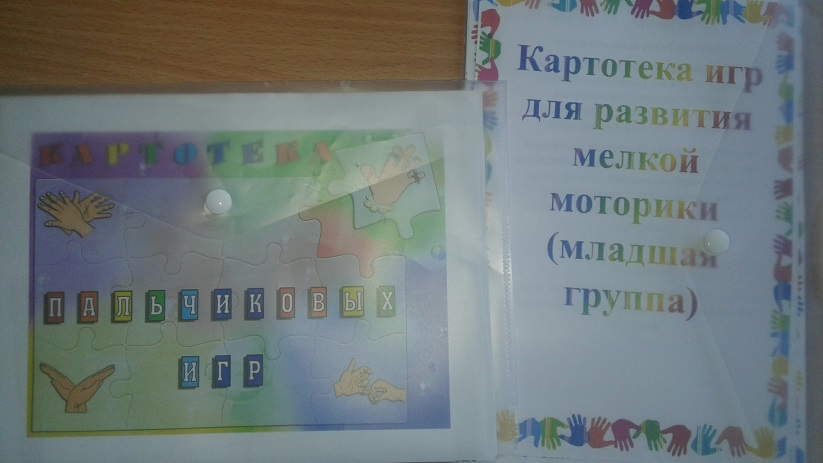 КАРТОТЕКА
ПАЛЬЧИКОВЫХ
ИГР
Картотека игр
для развития
мелкой
моторики
(младшая
группа)